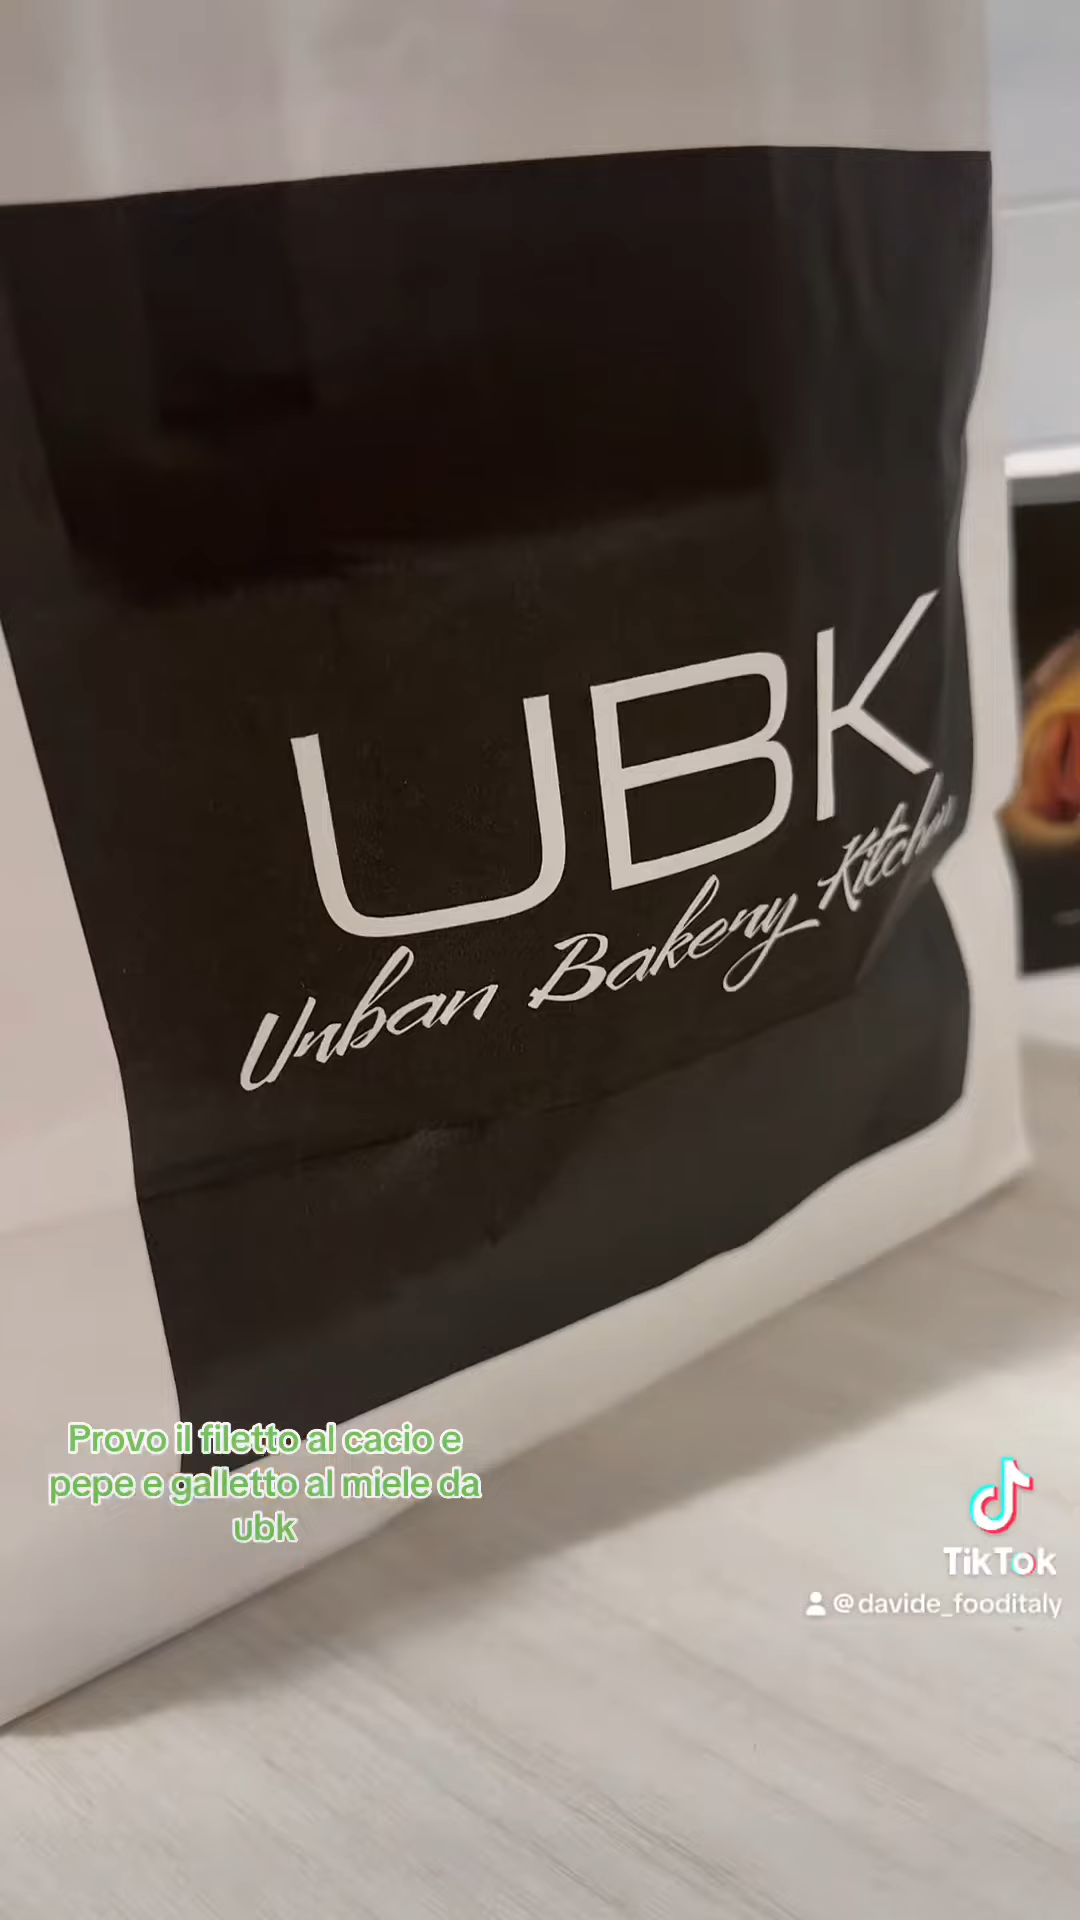 UBK
Urban Bakery Kitchen
Provo il filetto al cacio e
pepe e galletto al miele da
ubk
TikTok
@davide_fooditaly